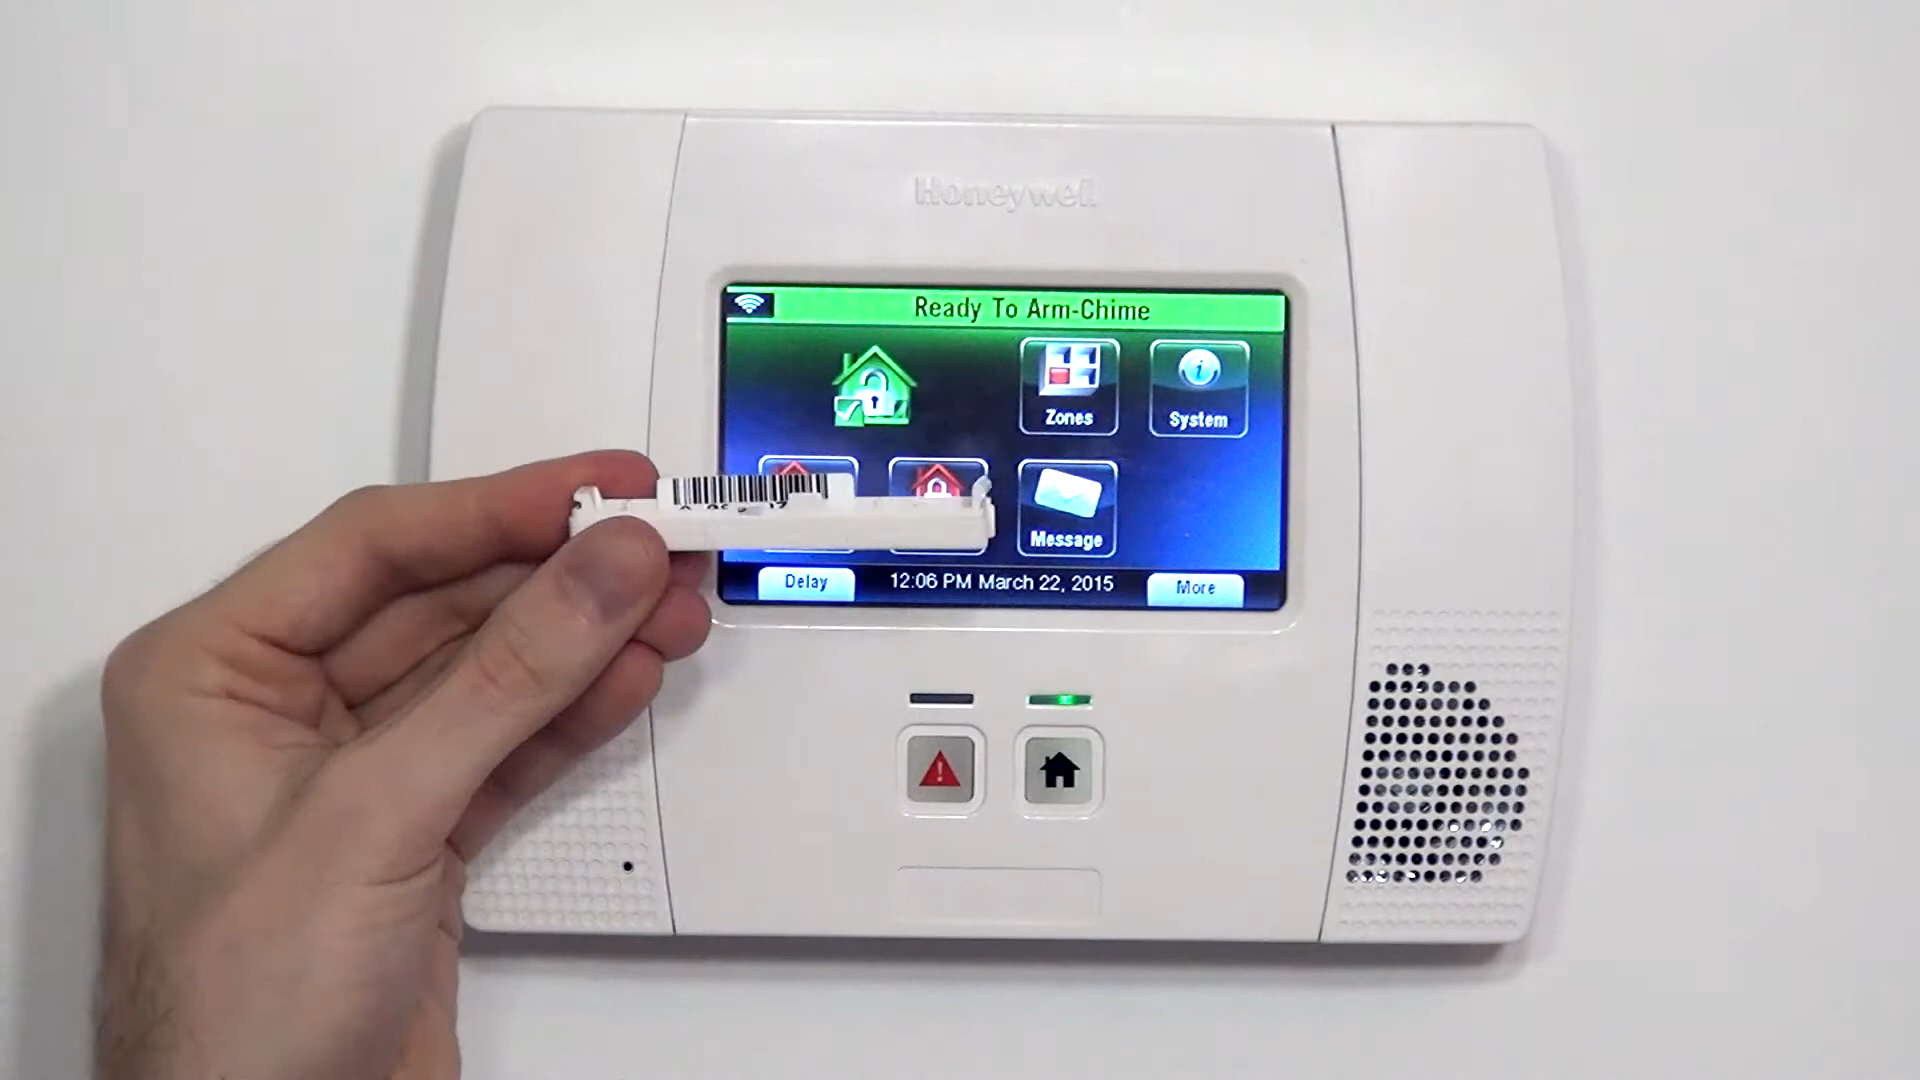 Honeywell
Ready To Arm-Chime
Zones
System
Message
Delay
12:06 PM March 22, 2015
More